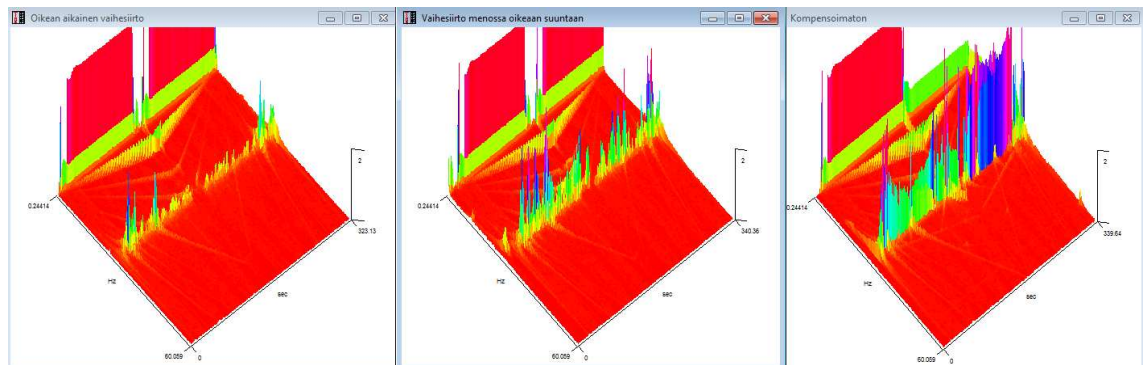 Oikean aikainen vaihesiirto
Vaihesiirto menossa oikeaan suuntaan
Kompensoimaton
2
0.24414
323.13
Hz
sec
60.059
0
2
0.24414
340.36
Hz
sec
60.059
0
2
0.24414
339.64
Hz
sec
60.059
0